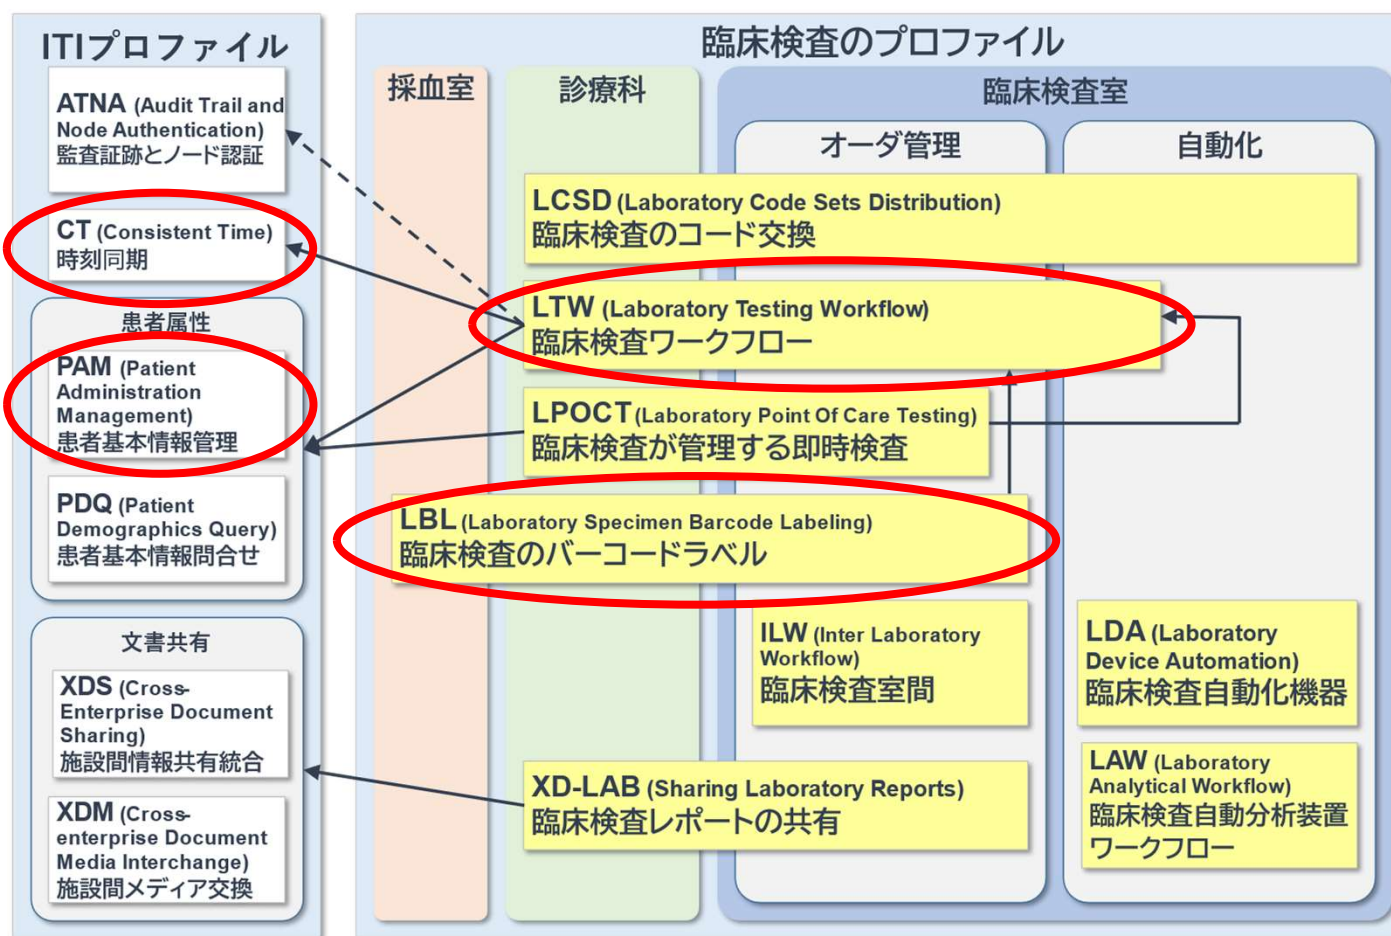 ITIプロファイル
ATNA (Audit Trail and
Node Authentication)
監査証跡とノード認証
CT (Consistent Time)
時刻同期
患者属性
PAM (Patient
Administration
Management)
患者基本情報管理
PDQ (Patient
Demographics Query)
患者基本情報問合せ
文書共有
XDS (Cross-
Enterprise Document
Sharing)
施設間情報共有統合
XDM (Cross-
enterprise Document
Media Interchange)
施設間メディア交換
臨床検査のプロファイル
採血室
診療科
臨床検査室
オーダ管理
自動化
LCSD (Laboratory Code Sets Distribution)
臨床検査のコード交換
LTW (Laboratory Testing Workflow)
臨床検査ワークフロー
LPOCT (Laboratory Point Of Care Testing)
臨床検査が管理する即時検査
LBL (Laboratory Specimen Barcode Labeling)
臨床検査のバーコードラベル
ILW (Inter Laboratory
Workflow)
臨床検査室間
LDA (Laboratory
Device Automation)
臨床検査自動化機器
XD-LAB (Sharing Laboratory Reports)
臨床検査レポートの共有
LAW (Laboratory
Analytical Workflow)
臨床検査自動分析装置
ワークフロー